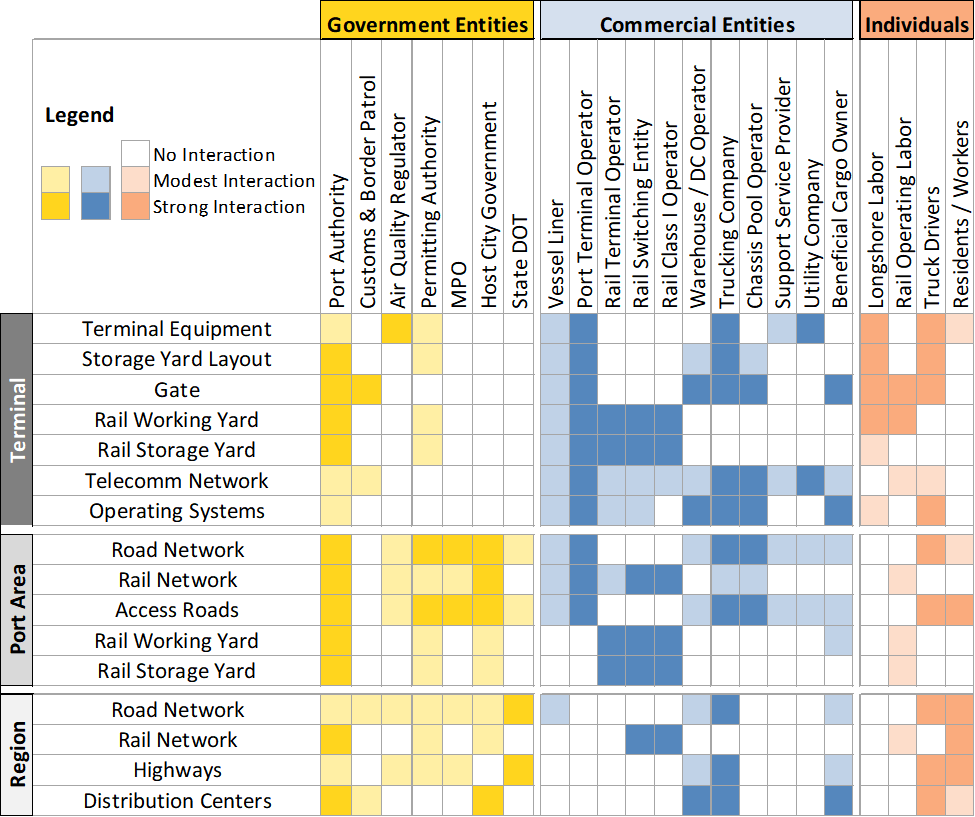 Government Entities
Commercial Entities
Individuals
Legend
No Interaction
Modest Interaction
Strong Interaction
Port Authority
Customs & Border Patrol
Air Quality Regulator
Permitting Authority
MPO
Host City Government
State DOT
Vessel Liner
Port Terminal Operator
Rail Terminal Operator
Rail Switching Entity
Rail Class I Operator
Warehouse / DC Operator
Trucking Company
Chassis Pool Operator
Support Service Provider
Utility Company
Beneficial Cargo Owner
Longshore Labor
Rail Operating Labor
Truck Drivers
Residents / Workers
Terminal
Terminal Equipment
Storage Yard Layout
Gate
Rail Working Yard
Rail Storage Yard
Telecomm Network
Operating Systems
Port Area
Road Network
Rail Network
Access Roads
Rail Working Yard
Rail Storage Yard
Region
Road Network
Rail Network
Highways
Distribution Centers